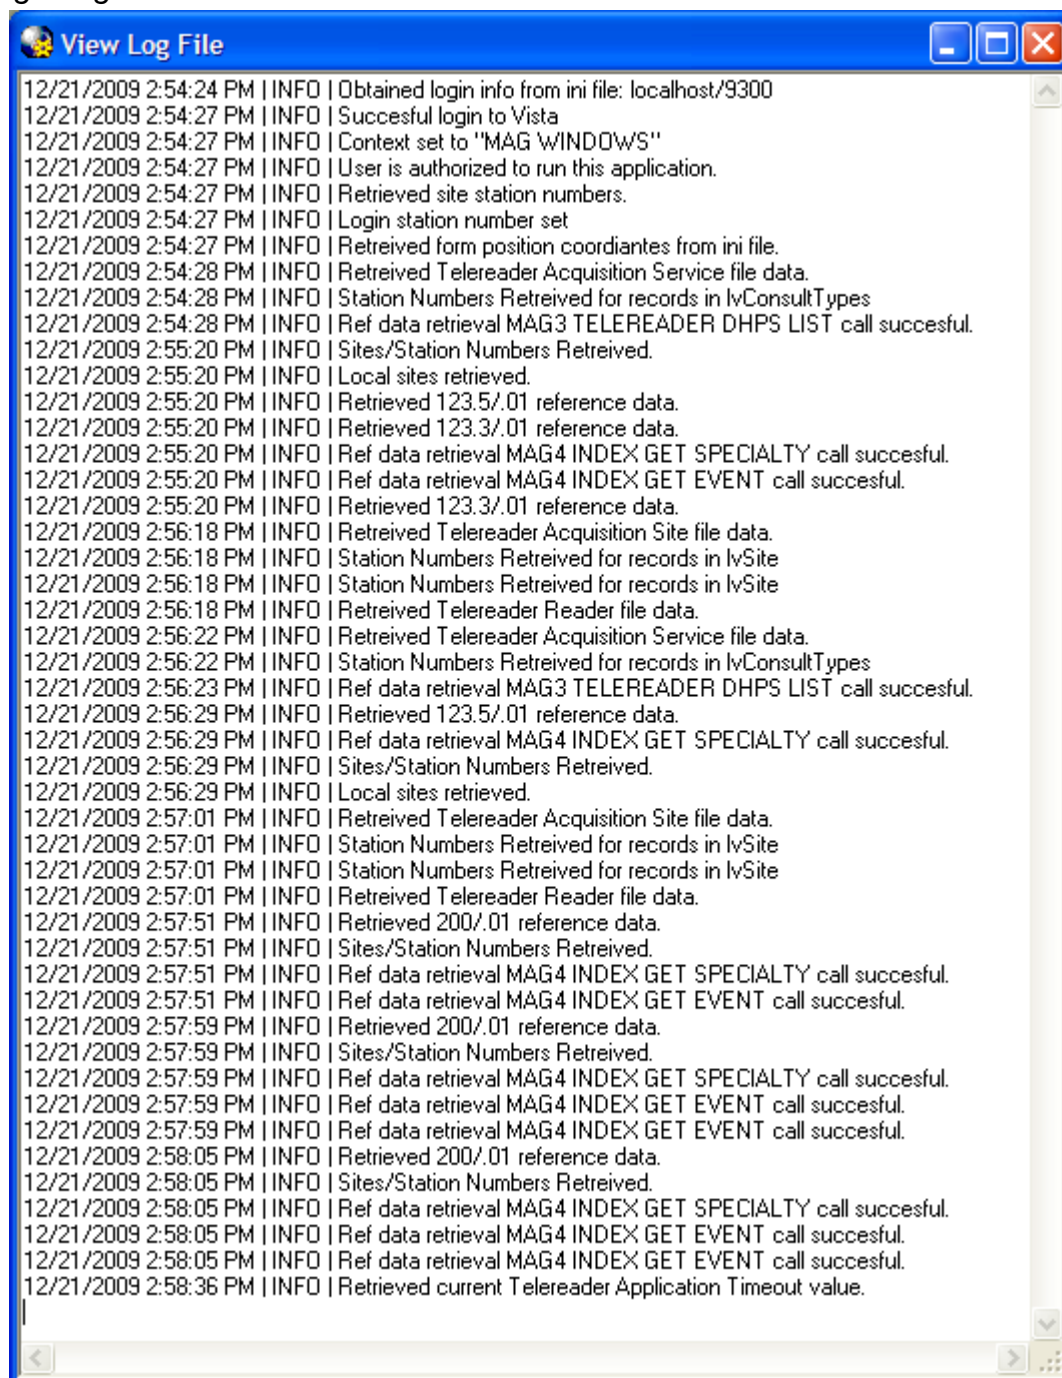 View Log File
12/21/2009 2:54:24 PM | INFO | Obtained login info from ini file: localhost/9300
12/21/2009 2:54:27 PM | INFO | Succesful login to Vista
12/21/2009 2:54:27 PM | INFO | Context set to "MAG WINDOWS"
12/21/2009 2:54:27 PM | INFO | User is authorized to run this application.
12/21/2009 2:54:27 PM | INFO | Retrieved site station numbers.
12/21/2009 2:54:27 PM | INFO | Login station number set
12/21/2009 2:54:27 PM | INFO | Retreived form position coordiantes from ini file.
12/21/2009 2:54:28 PM | INFO | Retreived Telereader Acquisition Service file data.
12/21/2009 2:54:28 PM | INFO | Station Numbers Retreived for records in lvConsultTypes
12/21/2009 2:54:28 PM | INFO | Ref data retrieval MAG3 TELEREADER DHPS LIST call succesful.
12/21/2009 2:55:20 PM | INFO | Sites/Station Numbers Retreived.
12/21/2009 2:55:20 PM | INFO | Local sites retrieved.
12/21/2009 2:55:20 PM | INFO | Retrieved 123.5/.01 reference data.
12/21/2009 2:55:20 PM | INFO | Retrieved 123.3/.01 reference data.
12/21/2009 2:55:20 PM | INFO | Ref data retrieval MAG4 INDEX GET SPECIALTY call succesful.
12/21/2009 2:55:20 PM | INFO | Ref data retrieval MAG4 INDEX GET EVENT call succesful.
12/21/2009 2:55:20 PM | INFO | Retrieved 123.3/.01 reference data.
12/21/2009 2:56:18 PM | INFO | Retreived Telereader Acquisition Site file data.
12/21/2009 2:56:18 PM | INFO | Station Numbers Retreived for records in lvSite
12/21/2009 2:56:18 PM | INFO | Station Numbers Retreived for records in lvSite
12/21/2009 2:56:18 PM | INFO | Retreived Telereader Reader file data.
12/21/2009 2:56:22 PM | INFO | Retreived Telereader Acquisition Service file data.
12/21/2009 2:56:22 PM | INFO | Station Numbers Retreived for records in lvConsultTypes
12/21/2009 2:56:23 PM | INFO | Ref data retrieval MAG3 TELEREADER DHPS LIST call succesful.
12/21/2009 2:56:29 PM | INFO | Retrieved 123.5/.01 reference data.
12/21/2009 2:56:29 PM | INFO | Ref data retrieval MAG4 INDEX GET SPECIALTY call succesful.
12/21/2009 2:56:29 PM | INFO | Sites/Station Numbers Retreived.
12/21/2009 2:56:29 PM | INFO | Local sites retrieved.
12/21/2009 2:57:01 PM | INFO | Retreived Telereader Acquisition Site file data.
12/21/2009 2:57:01 PM | INFO | Station Numbers Retreived for records in lvSite
12/21/2009 2:57:01 PM | INFO | Station Numbers Retreived for records in lvSite
12/21/2009 2:57:01 PM | INFO | Retreived Telereader Reader file data.
12/21/2009 2:57:51 PM | INFO | Retrieved 200/.01 reference data.
12/21/2009 2:57:51 PM | INFO | Sites/Station Numbers Retreived.
12/21/2009 2:57:51 PM | INFO | Ref data retrieval MAG4 INDEX GET SPECIALTY call succesful.
12/21/2009 2:57:51 PM | INFO | Ref data retrieval MAG4 INDEX GET EVENT call succesful.
12/21/2009 2:57:59 PM | INFO | Retrieved 200/.01 reference data.
12/21/2009 2:57:59 PM | INFO | Sites/Station Numbers Retreived.
12/21/2009 2:57:59 PM | INFO | Ref data retrieval MAG4 INDEX GET SPECIALTY call succesful.
12/21/2009 2:57:59 PM | INFO | Ref data retrieval MAG4 INDEX GET EVENT call succesful.
12/21/2009 2:57:59 PM | INFO | Ref data retrieval MAG4 INDEX GET EVENT call succesful.
12/21/2009 2:58:05 PM | INFO | Retrieved 200/.01 reference data.
12/21/2009 2:58:05 PM | INFO | Sites/Station Numbers Retreived.
12/21/2009 2:58:05 PM | INFO | Ref data retrieval MAG4 INDEX GET SPECIALTY call succesful.
12/21/2009 2:58:05 PM | INFO | Ref data retrieval MAG4 INDEX GET EVENT call succesful.
12/21/2009 2:58:05 PM | INFO | Ref data retrieval MAG4 INDEX GET EVENT call succesful.
12/21/2009 2:58:36 PM | INFO | Retrieved current Telereader Application Timeout value.